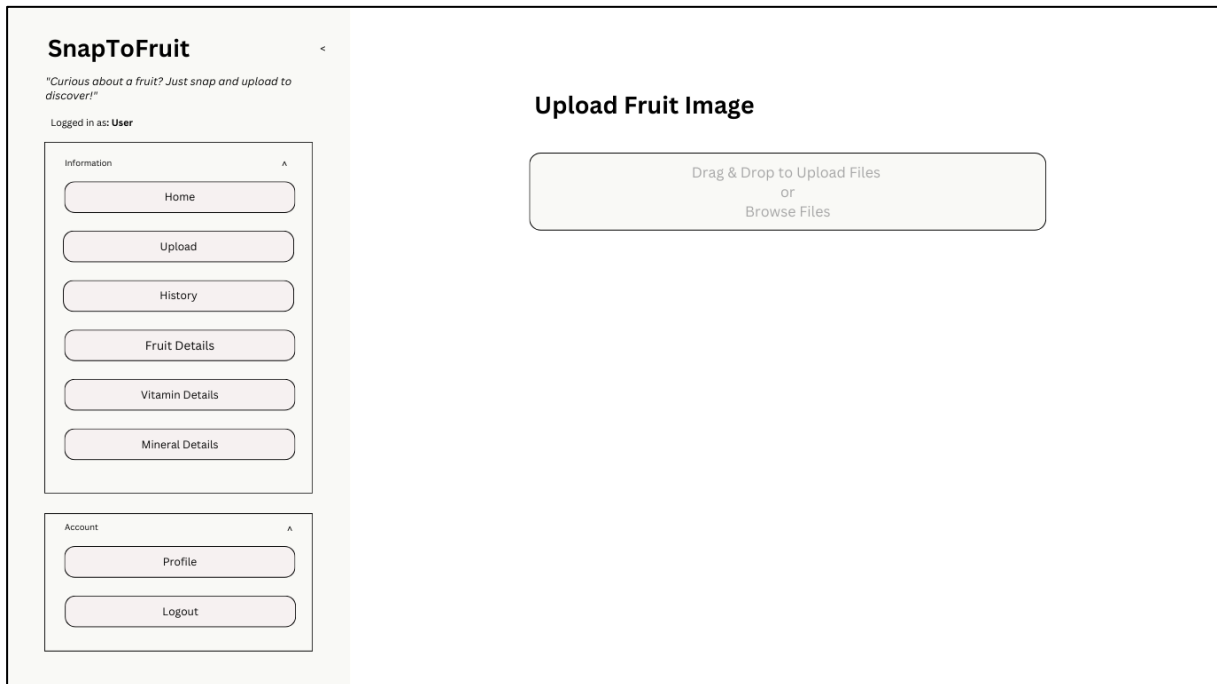 SnapToFruit
<
"Curious about a fruit? Just snap and upload to
discover!"
Logged in as: User
Information ^
Home
Upload
History
Fruit Details
Vitamin Details
Mineral Details
Account ^
Profile
Logout
Upload Fruit Image
Drag & Drop to Upload Files
or
Browse Files